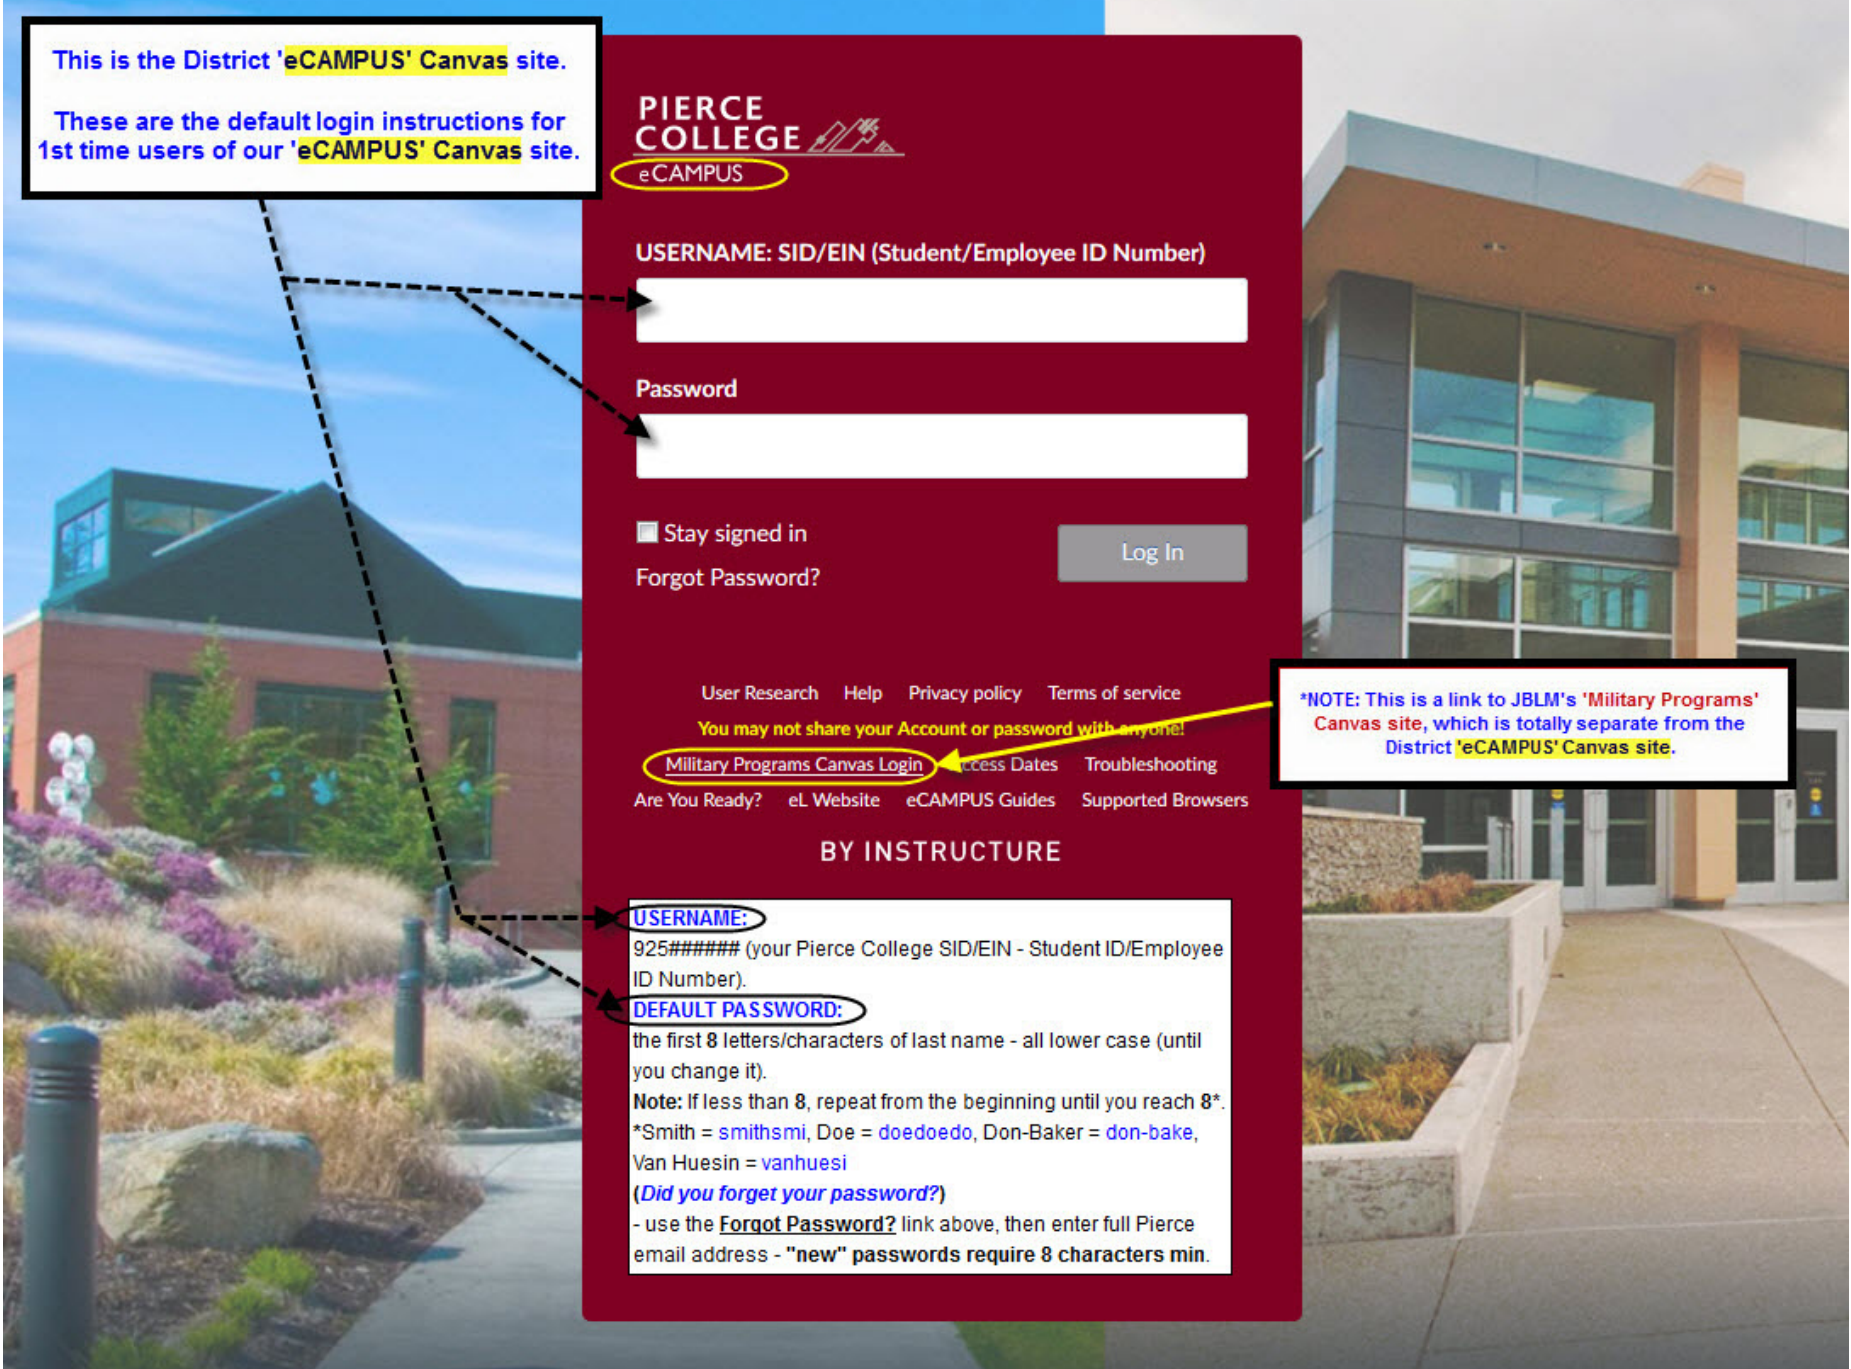 This is the District 'eCAMPUS' Canvas site.
These are the default login instructions for
1st time users of our 'eCAMPUS' Canvas site.
PIERCE
COLLEGE
eCAMPUS
USERNAME: SID/EIN (Student/Employee ID Number)
Password
Stay signed in
Log In
Forgot Password?
User Research Help Privacy policy Terms of service
You may not share your Account or password with anyone!
*NOTE: This is a link to JBLM's 'Military Programs'
Canvas site, which is totally separate from the
District 'eCAMPUS' Canvas site.
Military Programs Canvas Login ccess Dates Troubleshooting
Are You Ready? eL Website eCAMPUS Guides Supported Browsers
BY INSTRUCTURE
USERNAME:
925###### (your Pierce College SID/EIN - Student ID/Employee
ID Number).
DEFAULT PASSWORD:
the first 8 letters/characters of last name - all lower case (until
you change it).
Note: If less than 8, repeat from the beginning until you reach 8*.
*Smith = smithsmi, Doe = doedoedo, Don-Baker = don-bake,
Van Huesin = vanhuesi
(Did you forget your password?)
- use the Forgot Password? link above, then enter full Pierce
email address - "new" passwords require 8 characters min.